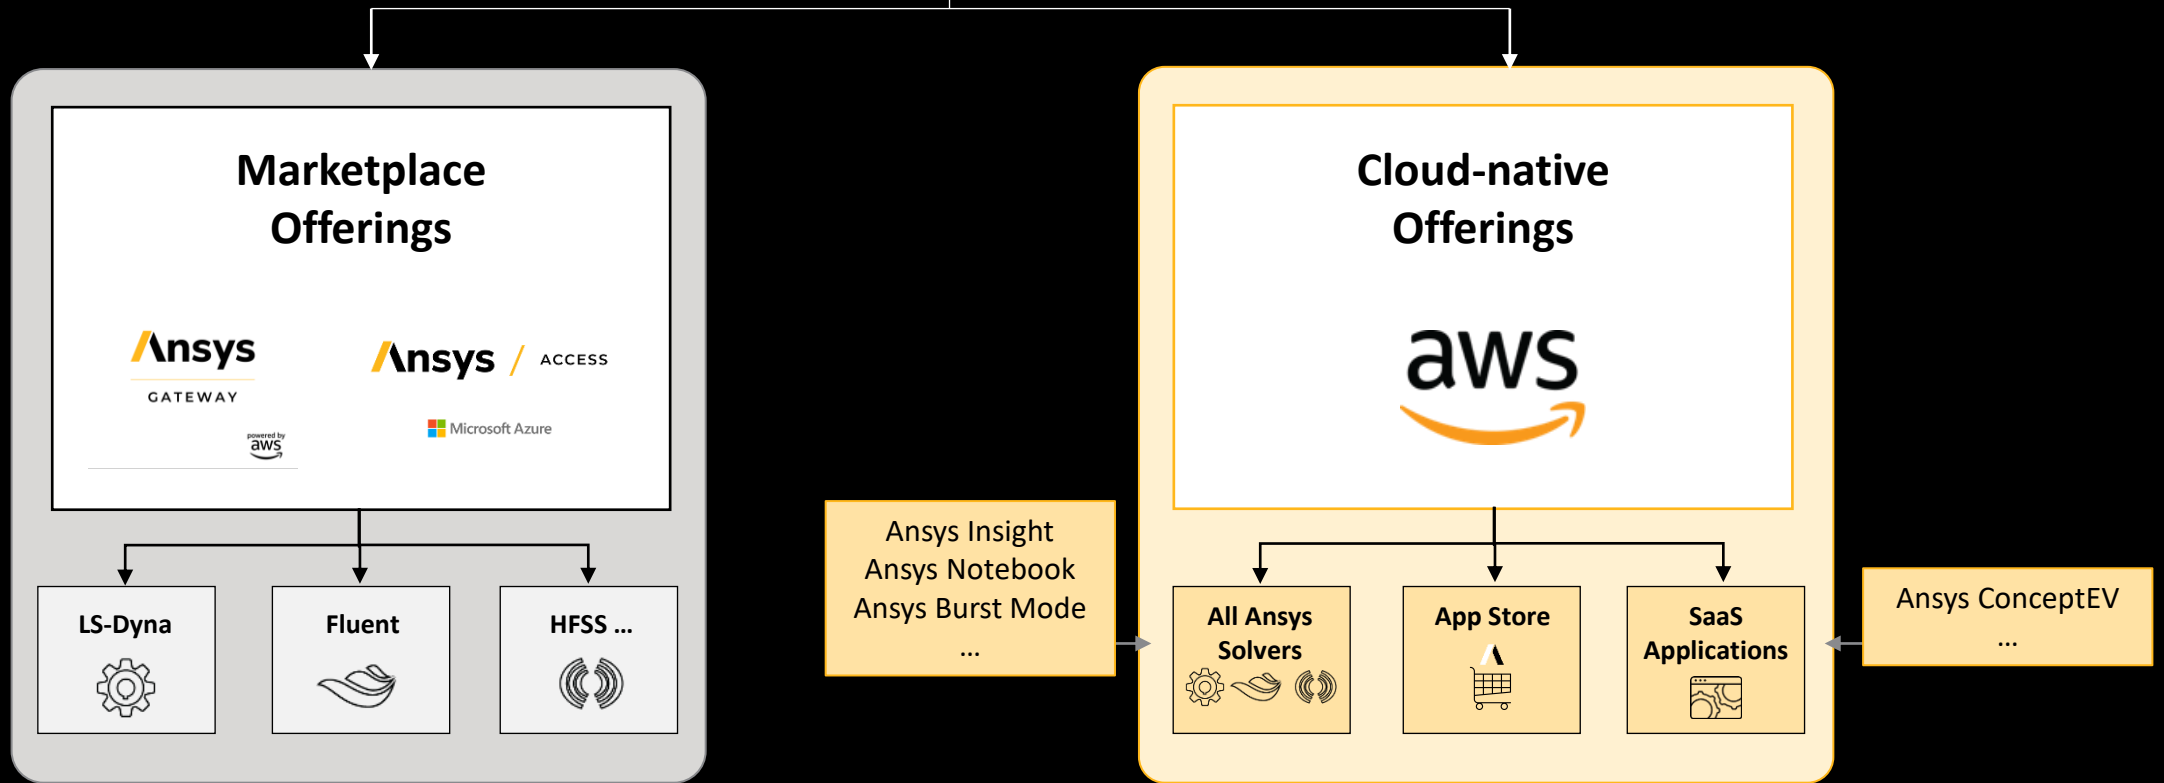 Marketplace
Offerings
Ansys
GATEWAY
powered by
aws
Ansys / ACCESS
Microsoft Azure
LS-Dyna
Fluent
HFSS ...
Cloud-native
Offerings
aws
Ansys Insight
Ansys Notebook
Ansys Burst Mode
...
All Ansys
Solvers
App Store
SaaS
Applications
Ansys ConceptEV
...